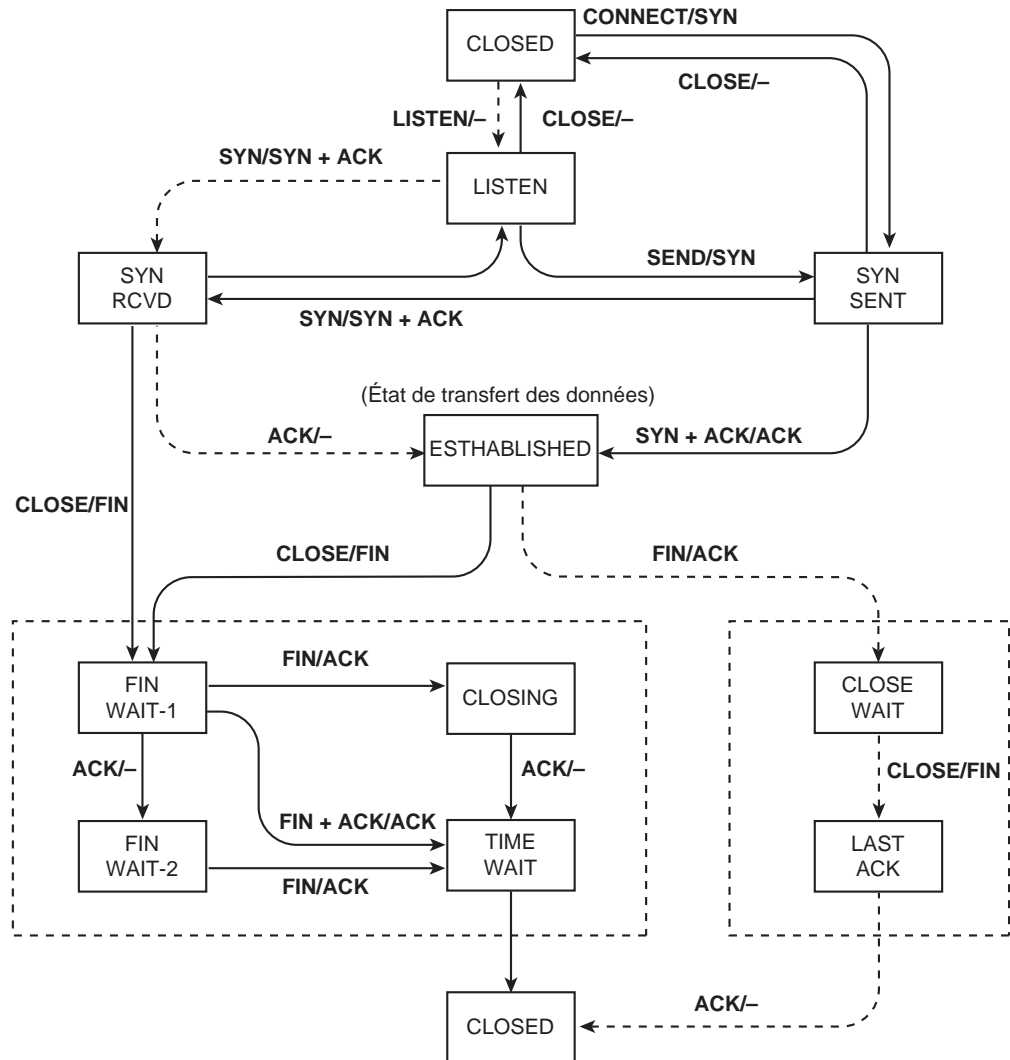 CONNECT/SYN
CLOSED
CLOSE/–
LISTEN/–
CLOSE/–
SYN/SYN + ACK
LISTEN
SEND/SYN
SYN
RCVD
SYN
SENT
SYN/SYN + ACK
(État de transfert des données)
ACK/–
ESTHABLISHED
SYN + ACK/ACK
CLOSE/FIN
CLOSE/FIN
FIN/ACK
FIN/ACK
FIN
WAIT-1
CLOSING
CLOSE
WAIT
ACK/–
ACK/–
CLOSE/FIN
FIN + ACK/ACK
FIN
WAIT-2
TIME
WAIT
LAST
ACK
FIN/ACK
ACK/–
CLOSED